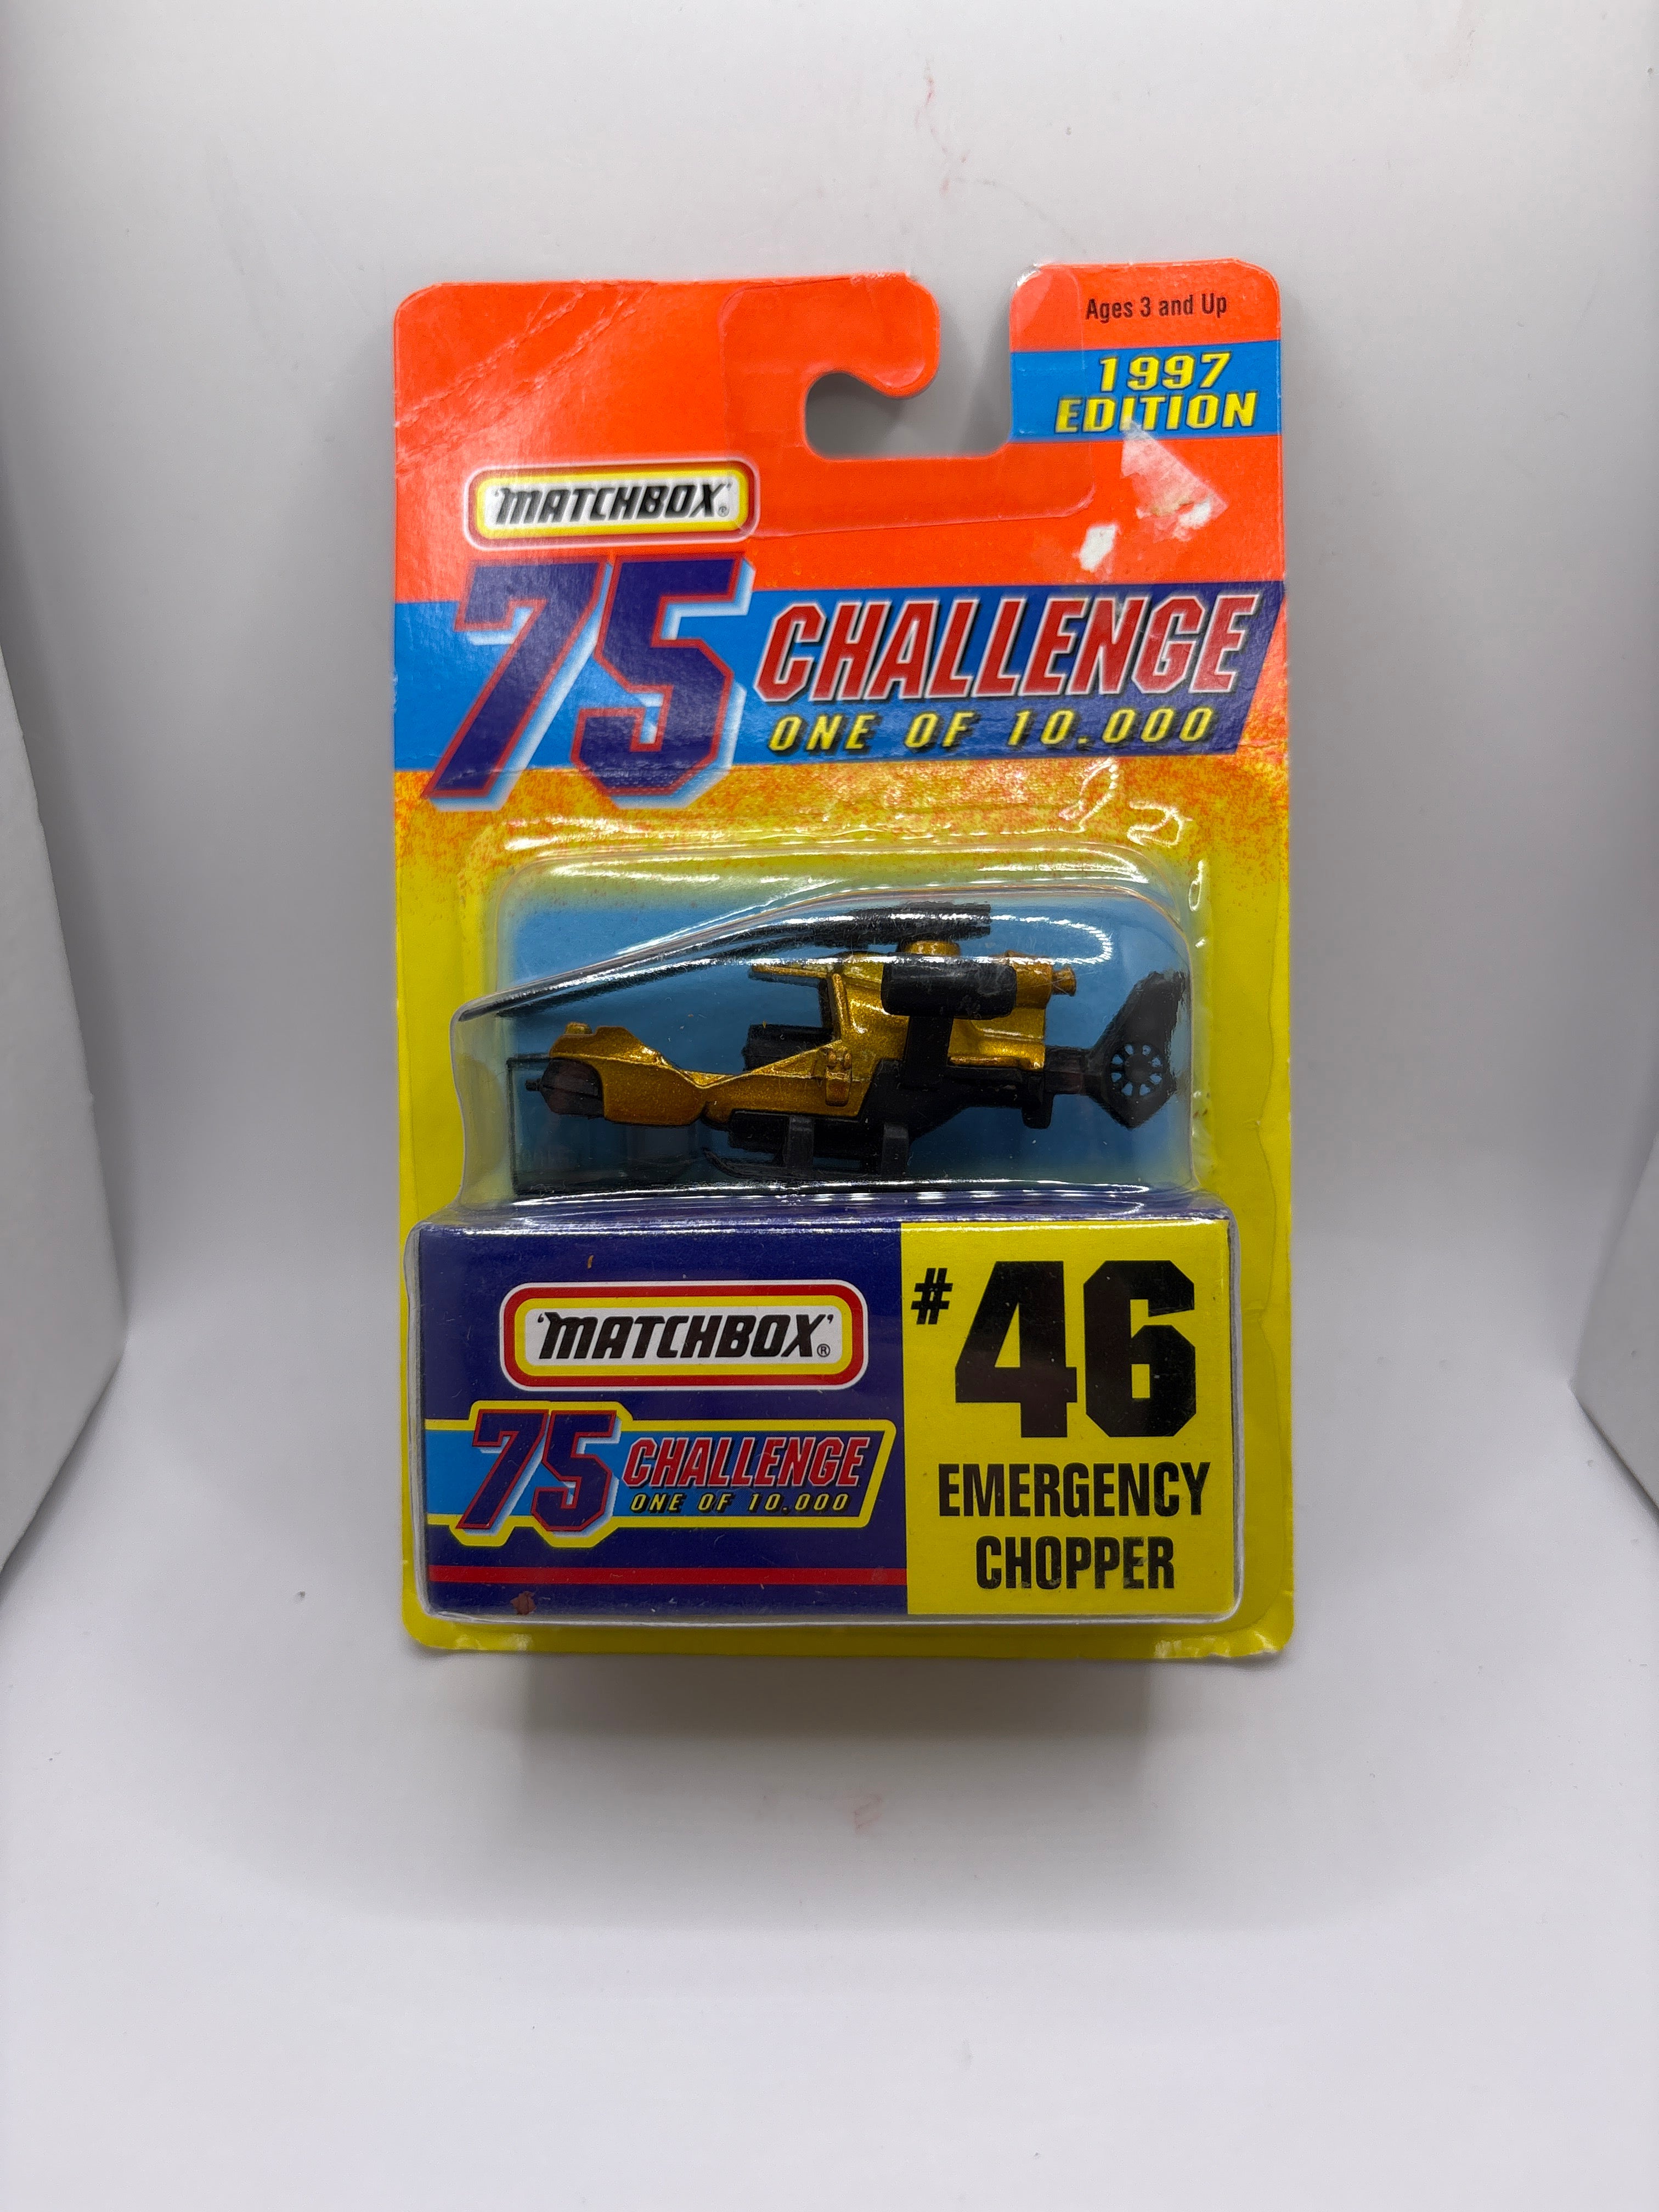 Ages 3 and Up
1997
EDITION
'MATCHBOX'®
75 CHALLENGE
ONE OF 10.000
'MATCHBOX'®
75 CHALLENGE
ONE OF 10.000
#46
EMERGENCY
CHOPPER